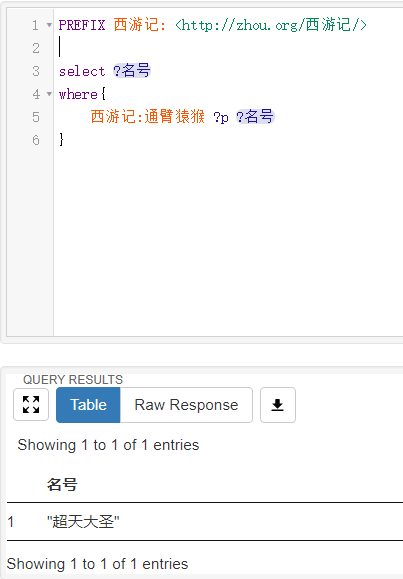 1 PREFIX 西游记: <http://zhou.org/西游记/>
2
3 select ?名号
4 where{
5 西游记:通臂猿猴 ?p ?名号
6 }
QUERY RESULTS
Table Raw Response
Showing 1 to 1 of 1 entries
名号
1 "超天大圣"
Showing 1 to 1 of 1 entries